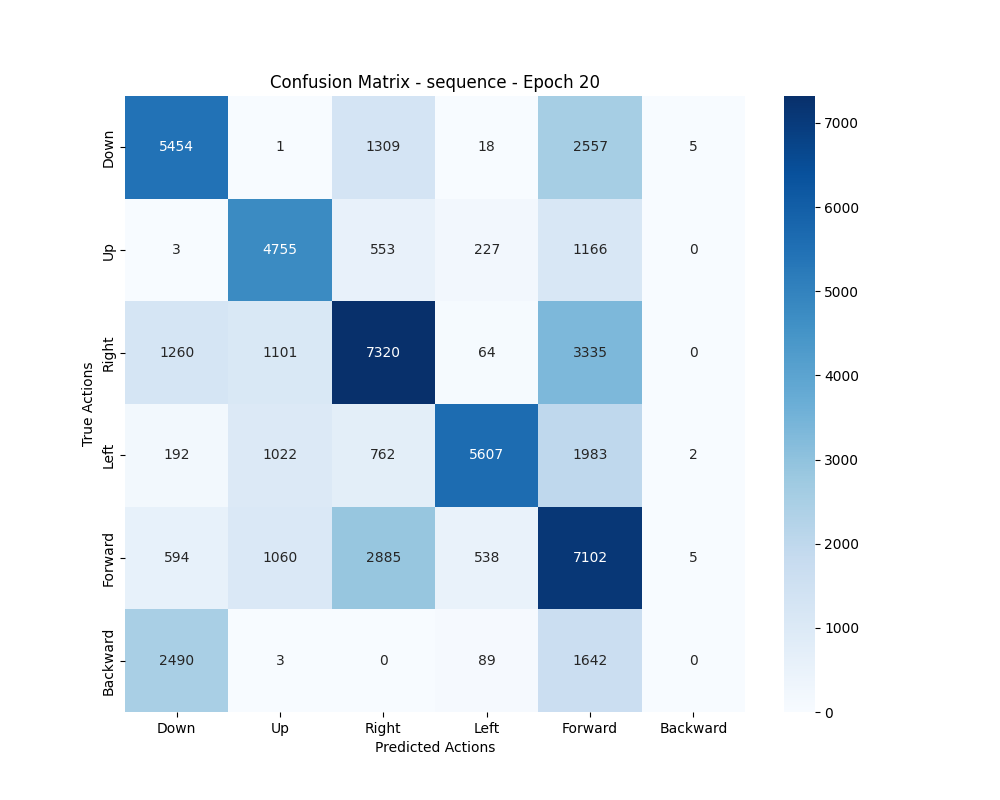 Confusion Matrix - sequence - Epoch 20
True Actions
Down 5454 1 1309 18 2557 5
Up 3 4755 553 227 1166 0
Right 1260 1101 7320 64 3335 0
Left 192 1022 762 5607 1983 2
Forward 594 1060 2885 538 7102 5
Backward 2490 3 0 89 1642 0
Down Up Right Left Forward Backward
Predicted Actions
7000
6000
5000
4000
3000
2000
1000
0